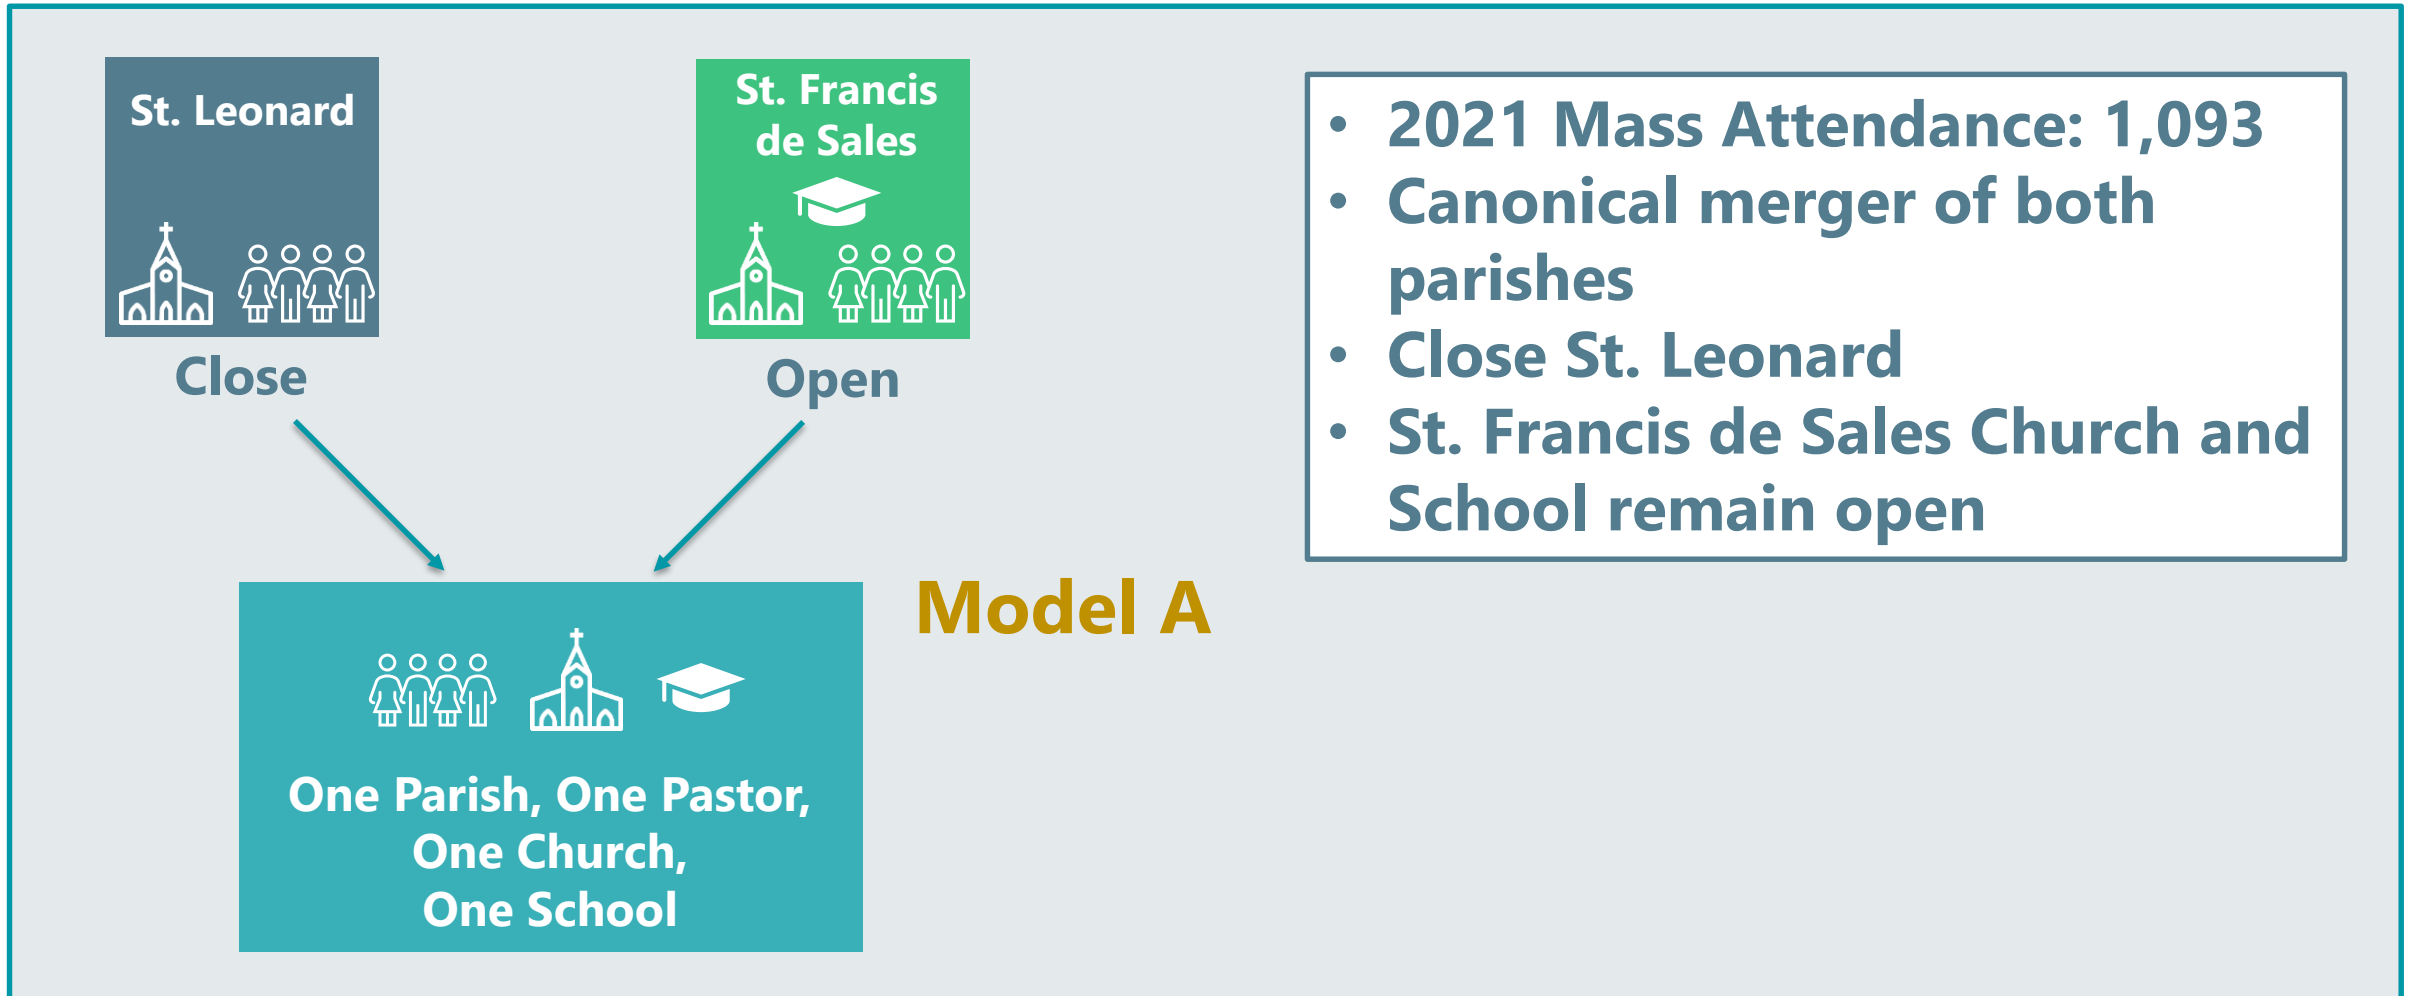 St. Leonard
Close
St. Francis
de Sales
Open
• 2021 Mass Attendance: 1,093
• Canonical merger of both
parishes
• Close St. Leonard
• St. Francis de Sales Church and
School remain open
Model A
One Parish, One Pastor,
One Church,
One School